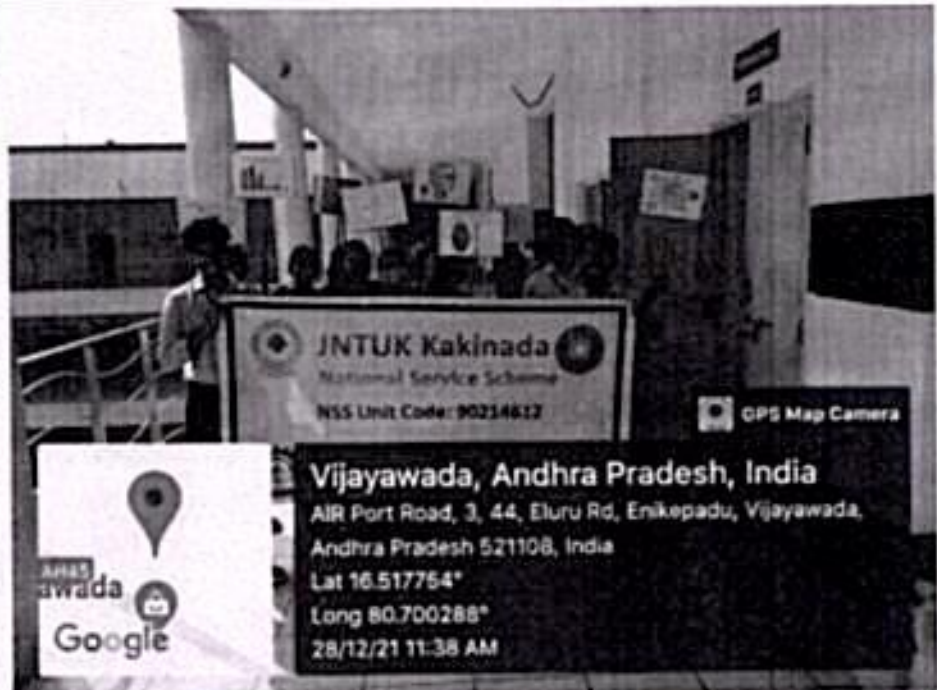 JNTUK Kakinada
National Service Scheme
NSS Unit Code: 90214612
GPS Map Camera
Vijayawada, Andhra Pradesh, India
AIR Port Road, 3, 44, Eluru Rd, Enikepadu, Vijayawada,
Andhra Pradesh 521108, India
Lat 16.517754°
Long 80.700288°
28/12/21 11:38 AM
AH45
awada
Google